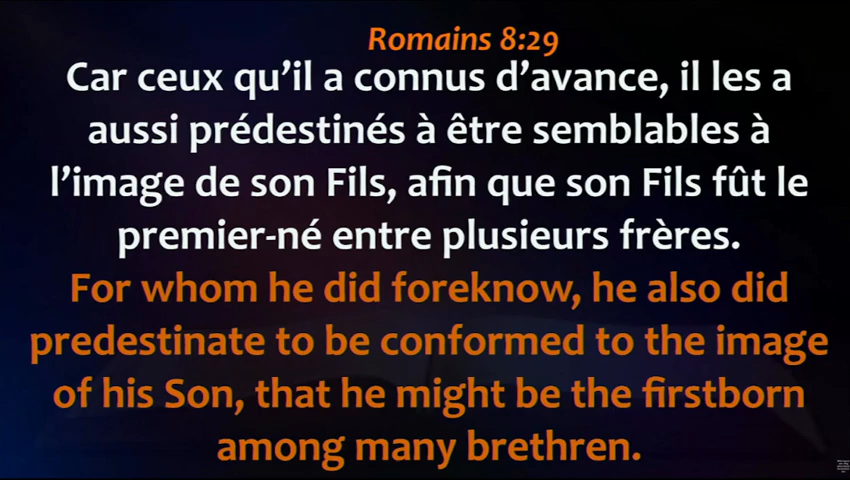 Romains 8:29
Car ceux qu’il a connus d’avance, il les a
aussi prédestinés à être semblables à
l’image de son Fils, afin que son Fils fût le
premier-né entre plusieurs frères.
For whom he did foreknow, he also did
predestinate to be conformed to the image
of his Son, that he might be the firstborn
among many brethren.